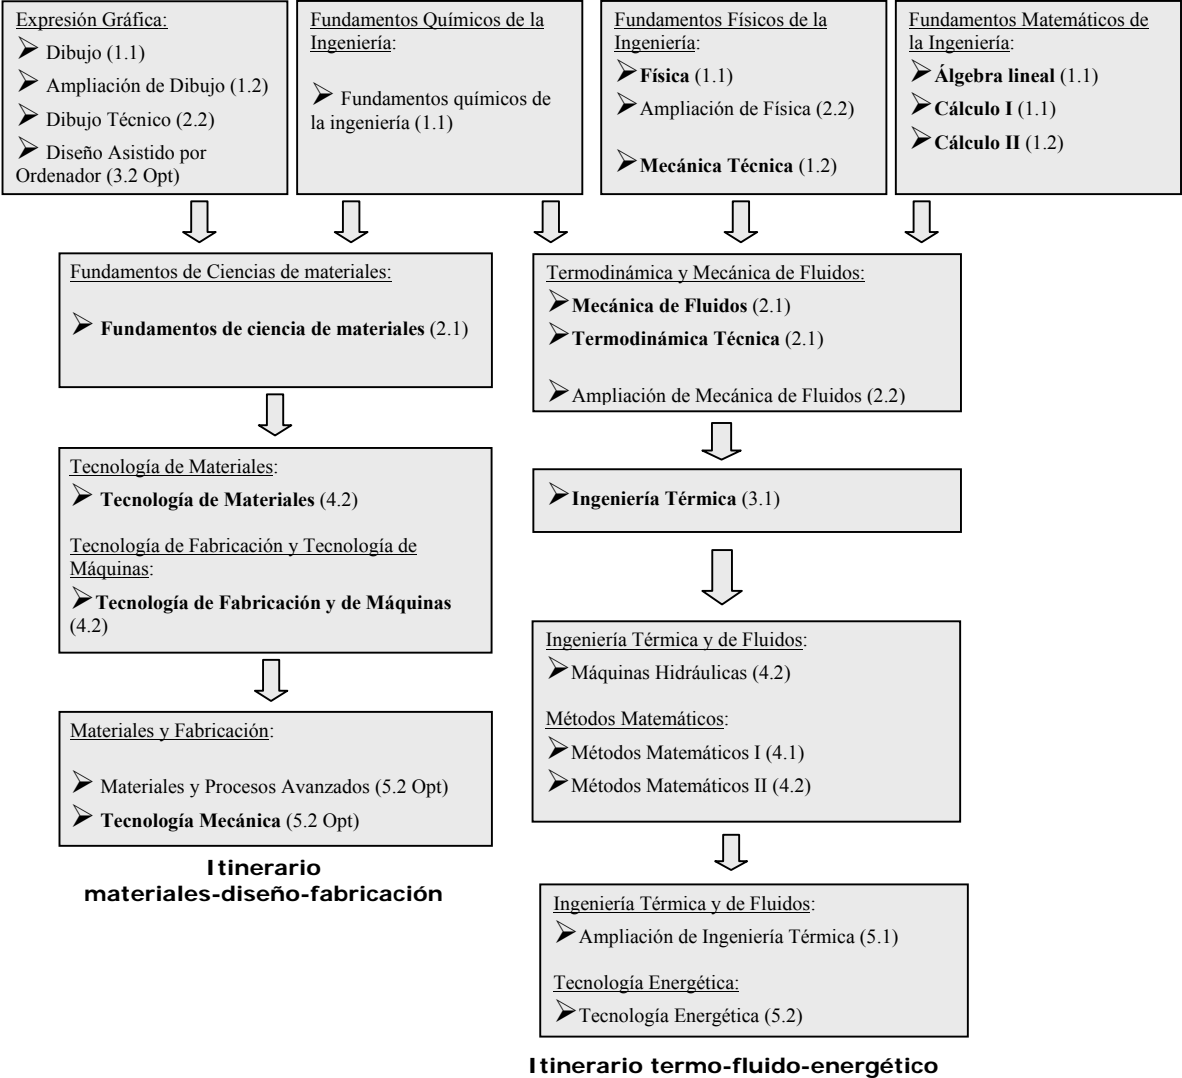 Expresión Gráfica:
Dibujo (1.1)
Ampliación de Dibujo (1.2)
Dibujo Técnico (2.2)
Diseño Asistido por
Ordenador (3.2 Opt)
Fundamentos Químicos de la
Ingeniería:
Fundamentos químicos de
la ingeniería (1.1)
Fundamentos Físicos de la
Ingeniería:
Física (1.1)
Ampliación de Física (2.2)
Mecánica Técnica (1.2)
Fundamentos Matemáticos de
la Ingeniería:
Álgebra lineal (1.1)
Cálculo I (1.1)
Cálculo II (1.2)
Fundamentos de Ciencias de materiales:
Fundamentos de ciencia de materiales (2.1)
Tecnología de Materiales:
Tecnología de Materiales (4.2)
Tecnología de Fabricación y Tecnología de
Máquinas:
Tecnología de Fabricación y de Máquinas
(4.2)
Materiales y Fabricación:
Materiales y Procesos Avanzados (5.2 Opt)
Tecnología Mecánica (5.2 Opt)
Itinerario
materiales-diseño-fabricación
Termodinámica y Mecánica de Fluidos:
Mecánica de Fluidos (2.1)
Termodinámica Técnica (2.1)
Ampliación de Mecánica de Fluidos (2.2)
Ingeniería Térmica (3.1)
Ingeniería Térmica y de Fluidos:
Máquinas Hidráulicas (4.2)
Métodos Matemáticos:
Métodos Matemáticos I (4.1)
Métodos Matemáticos II (4.2)
Ingeniería Térmica y de Fluidos:
Ampliación de Ingeniería Térmica (5.1)
Tecnología Energética:
Tecnología Energética (5.2)
Itinerario termo-fluido-energético